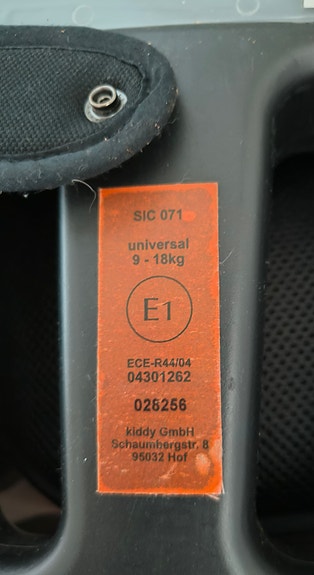 SIC 071
universal
9 - 18kg
E1
ECE-R44/04
04301262
028256
kiddy GmbH
Schaumbergstr. 8
95032 Hof